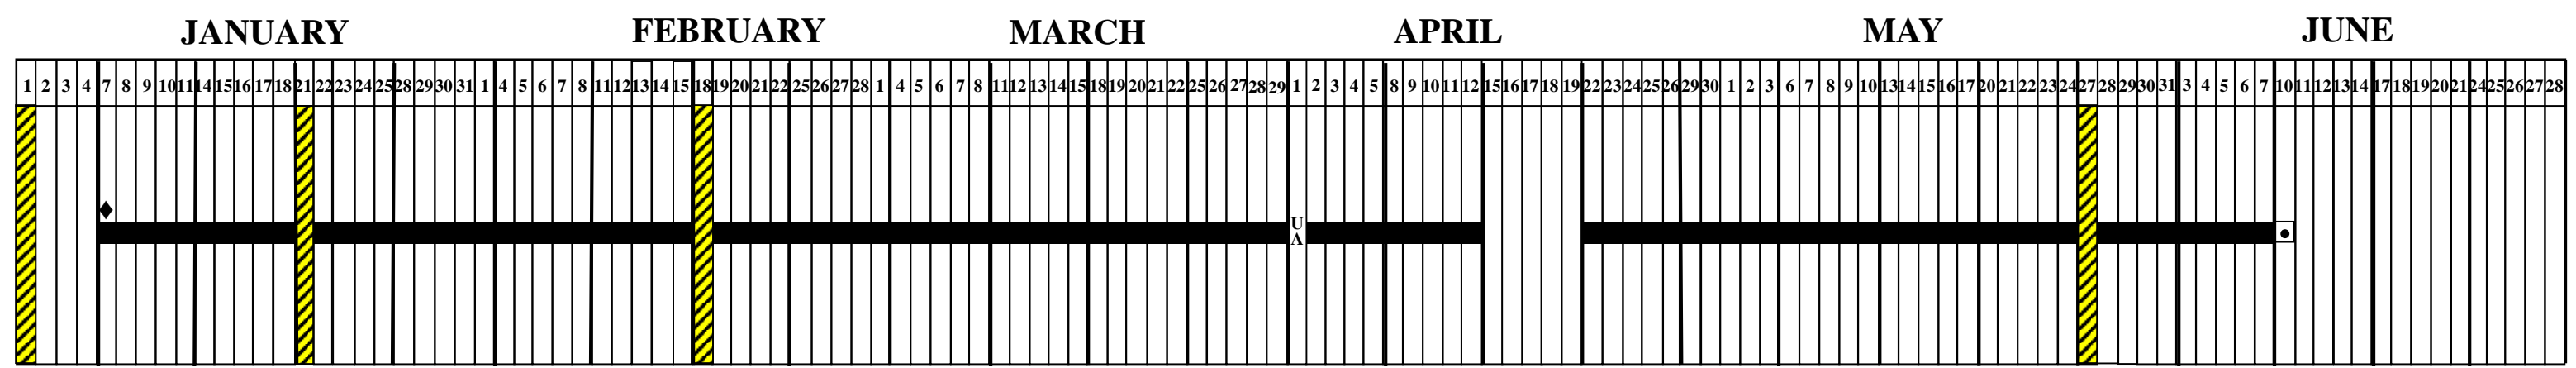 JANUARY FEBRUARY MARCH APRIL MAY JUNE
1 2 3 4 7 8 9 10 11 14 15 16 17 18 21 22 23 24 25 28 29 30 31 1 4 5 6 7 8 11 12 13 14 15 18 19 20 21 22 25 26 27 28 1 4 5 6 7 8 11 12 13 14 15 18 19 20 21 22 25 26 27 28 29 1 2 3 4 5 8 9 10 11 12 15 16 17 18 19 22 23 24 25 26 29 30 1 2 3 6 7 8 9 10 13 14 15 16 17 20 21 22 23 24 27 28 29 30 31 3 4 5 6 7 10 11 12 13 14 17 18 19 20 21 24 25 26 27 28
U
A